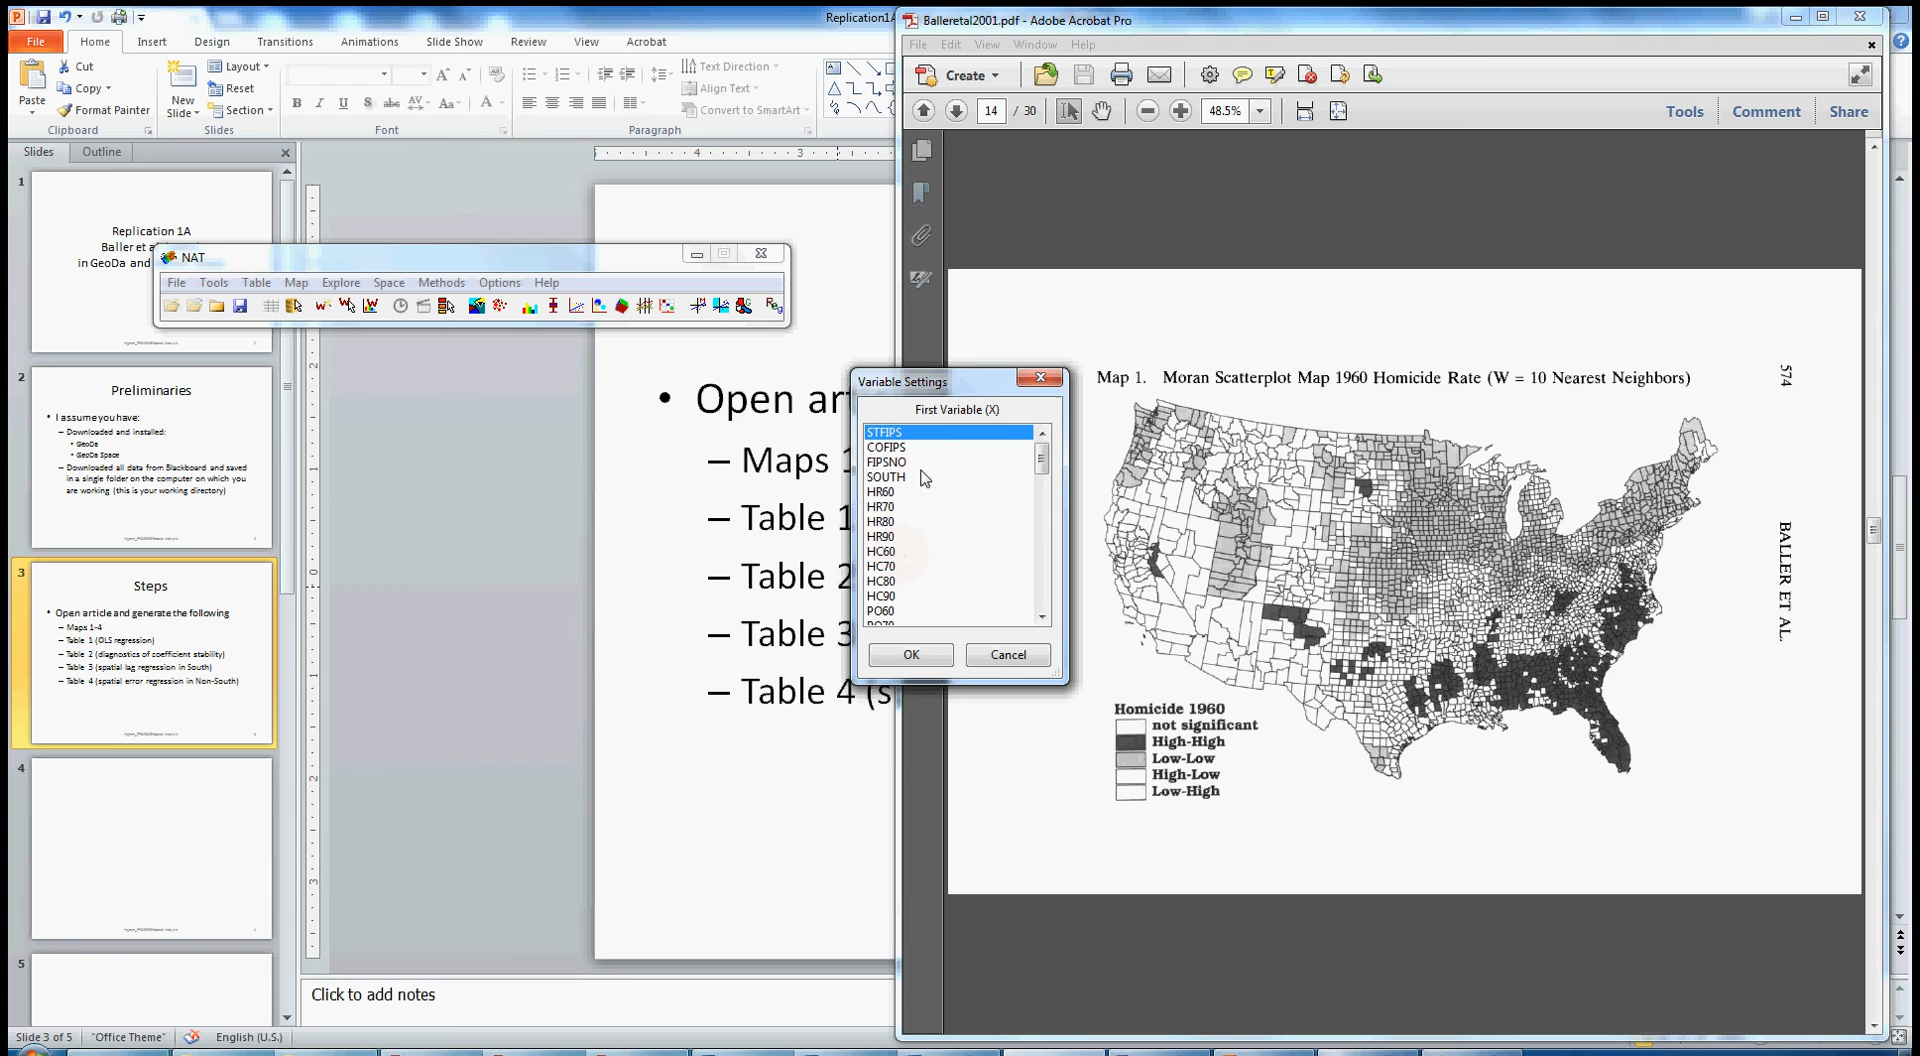 Replication1A
File
Home
Insert
Design
Transitions
Animations
Slide Show
Review
View
Acrobat
Paste
Cut
Copy
Format Painter
Clipboard
New
Slide
Layout
Reset
Section
Slides
Font
Text Direction
Align Text
Convert to SmartArt
Paragraph
Slides
Outline
4
3
1
Replication 1A
Baller et a
in GeoDa and
2
Preliminaries
• I assume you have:
– Downloaded and installed:
• GeoDa
• GeoDa Space
– Downloaded all data from Blackboard and saved
in a single folder on the computer on which you
are working (this is your working directory)
3
Steps
• Open article and generate the following
– Maps 1-4
– Table 1 (OLS regression)
– Table 2 (diagnostics of coefficient stability)
– Table 3 (spatial lag regression in South)
– Table 4 (spatial error regression in Non-South)
4
5
NAT
File
Tools
Table
Map
Explore
Space
Methods
Options
Help
• Open ar
– Maps 1
– Table 1
– Table 2
– Table 3
– Table 4 (s
Click to add notes
Slide 3 of 5
"Office Theme"
English (U.S.)
Variable Settings
First Variable (X)
STFIPS
COFIPS
FIPSNO
SOUTH
HR60
HR70
HR80
HR90
HC60
HC70
HC80
HC90
PO60
PO70
OK
Cancel
Balleretal2001.pdf - Adobe Acrobat Pro
File
Edit
View
Window
Help
Create
14 / 30
48.5%
Tools
Comment
Share
Map 1. Moran Scatterplot Map 1960 Homicide Rate (W = 10 Nearest Neighbors)
574
BALLER ET AL.
Homicide 1960
not significant
High-High
Low-Low
High-Low
Low-High